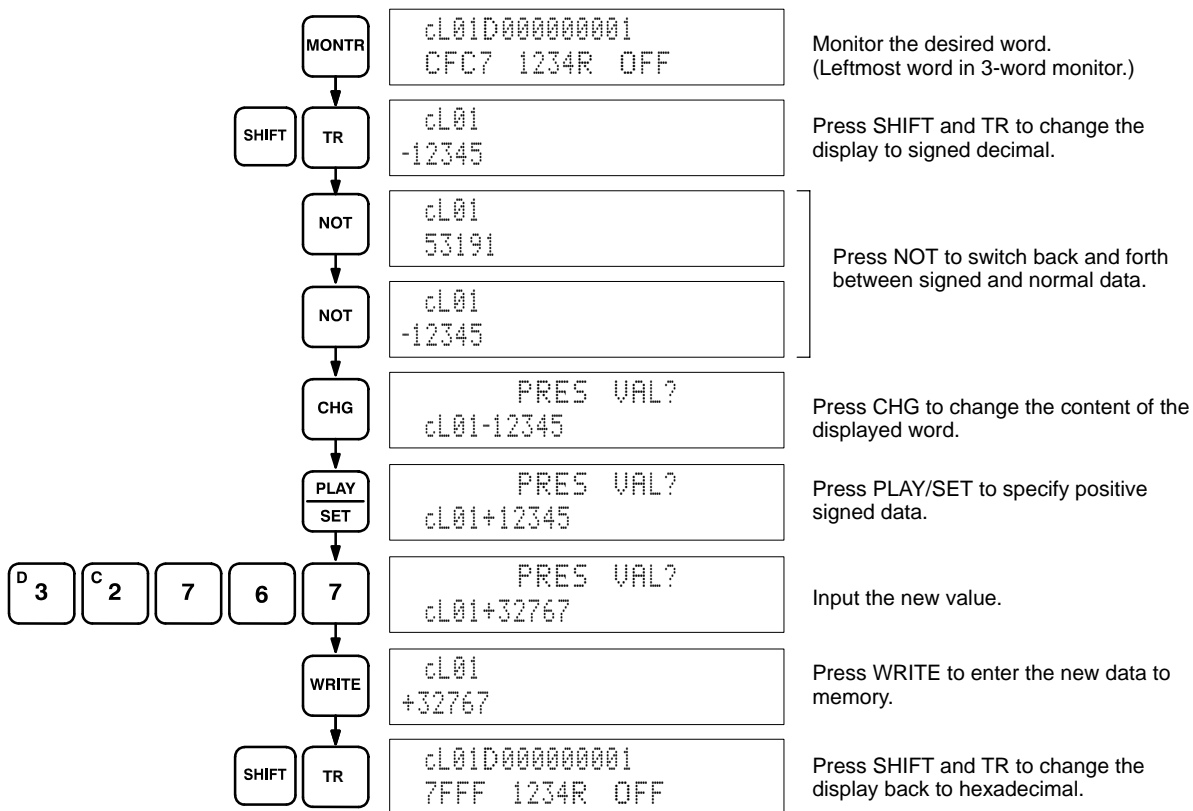 MONTR
cL01D000000001
CFC7 1234R OFF
Monitor the desired word.
(Leftmost word in 3-word monitor.)
SHIFT TR
cL01
-12345
Press SHIFT and TR to change the
display to signed decimal.
NOT
cL01
53191
NOT
cL01
-12345
Press NOT to switch back and forth
between signed and normal data.
CHG
PRES VAL?
cL01-12345
Press CHG to change the content of the
displayed word.
PLAY
SET
PRES VAL?
cL01+12345
Press PLAY/SET to specify positive
signed data.
D 3 C 2 7 6 7
PRES VAL?
cL01+32767
Input the new value.
WRITE
cL01
+32767
Press WRITE to enter the new data to
memory.
SHIFT TR
cL01D000000001
7FFF 1234R OFF
Press SHIFT and TR to change the
display back to hexadecimal.